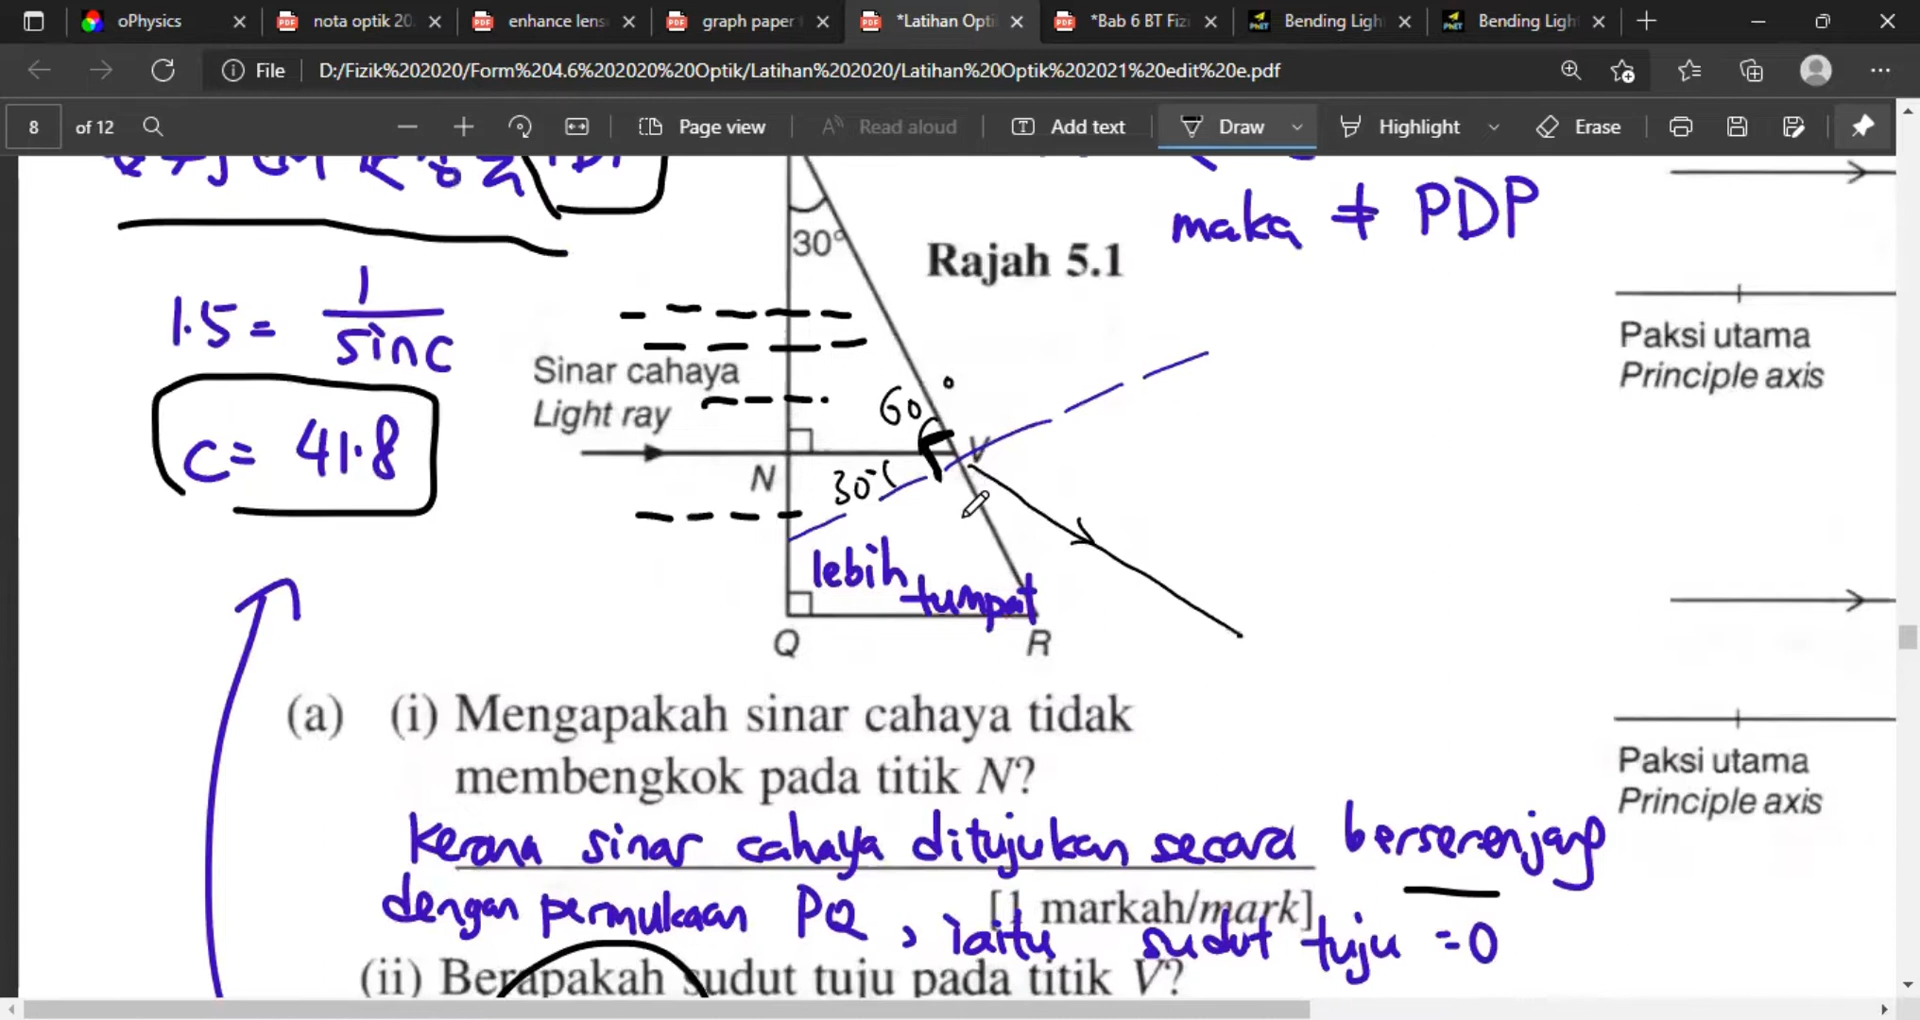 oPhysics
nota optik 20
enhance lens
graph paper
*Latihan Opti
*Bab 6 BT Fizi
Bending Ligh
Bending Ligh
File
D:/Fizik%202020/Form%204.6%202020%20Optik/Latihan%202020/Latihan%20Optik%202021%20edit%20e.pdf
8 of 12
Page view
Read aloud
Add text
Draw
Highlight
Erase
maka ≠ PDP
30°
Rajah 5.1
1.5 = 1/sin c
c = 41.8
Sinar cahaya
Light ray
60°
N
V
30°
lebih
tumpat
Q
R
Paksi utama
Principle axis
(a) (i) Mengapakah sinar cahaya tidak
membengkok pada titik N?
Kerana sinar cahaya ditujukan secara berserenjang
dengan permukaan PQ, iaitu sudut tuju = 0
[1 markah/mark]
(ii) Berapakah sudut tuju pada titik V?
Paksi utama
Principle axis